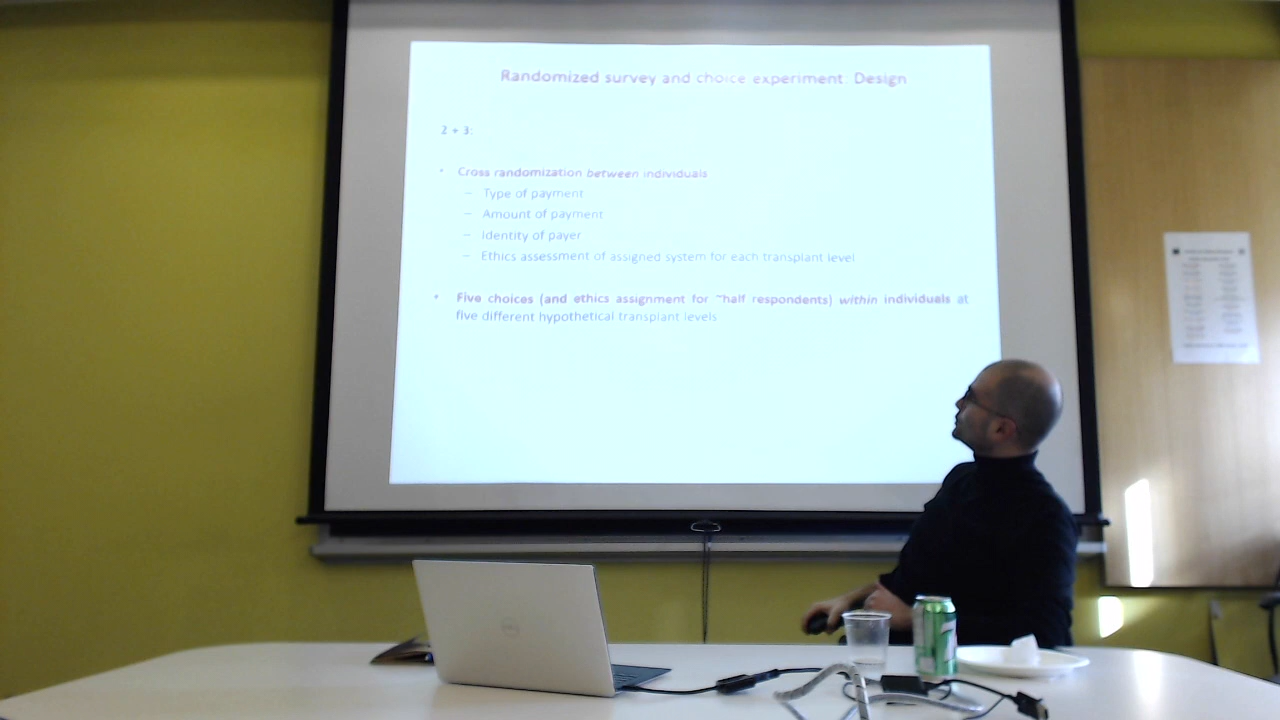 Randomized survey and choice experiment: Design
2 + 3:
• Cross randomization between individuals
– Type of payment
– Amount of payment
– Identity of payer
– Ethics assessment of assigned system for each transplant level
• Five choices (and ethics assignment for ~half respondents) within individuals at
five different hypothetical transplant levels
DELL